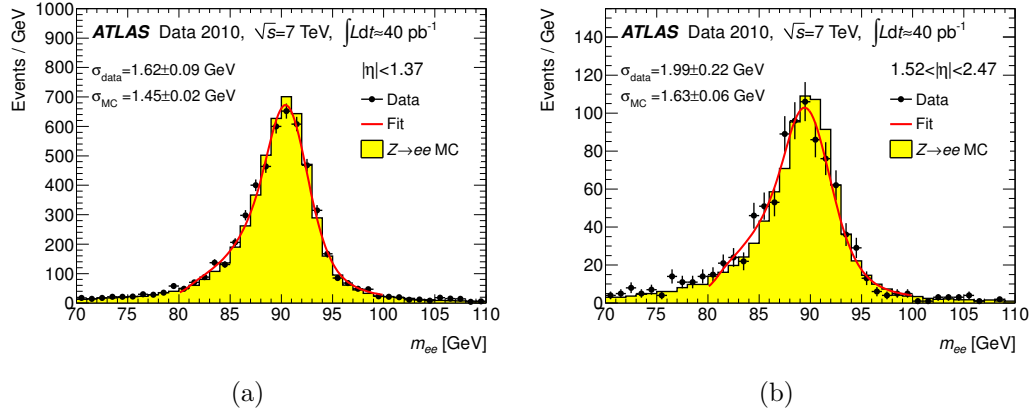 ATLAS Data 2010, √s=7 TeV, ∫Ldt≈40 pb⁻¹
σdata=1.62±0.09 GeV
σMC=1.45±0.02 GeV
|η|<1.37
Data
Fit
Z→ee MC
Events / GeV
1000
900
800
700
600
500
400
300
200
100
0
70 75 80 85 90 95 100 105 110
mee [GeV]
(a)
ATLAS Data 2010, √s=7 TeV, ∫Ldt≈40 pb⁻¹
σdata=1.99±0.22 GeV
σMC=1.63±0.06 GeV
1.52<|η|<2.47
Data
Fit
Z→ee MC
Events / GeV
140
120
100
80
60
40
20
0
70 75 80 85 90 95 100 105 110
mee [GeV]
(b)